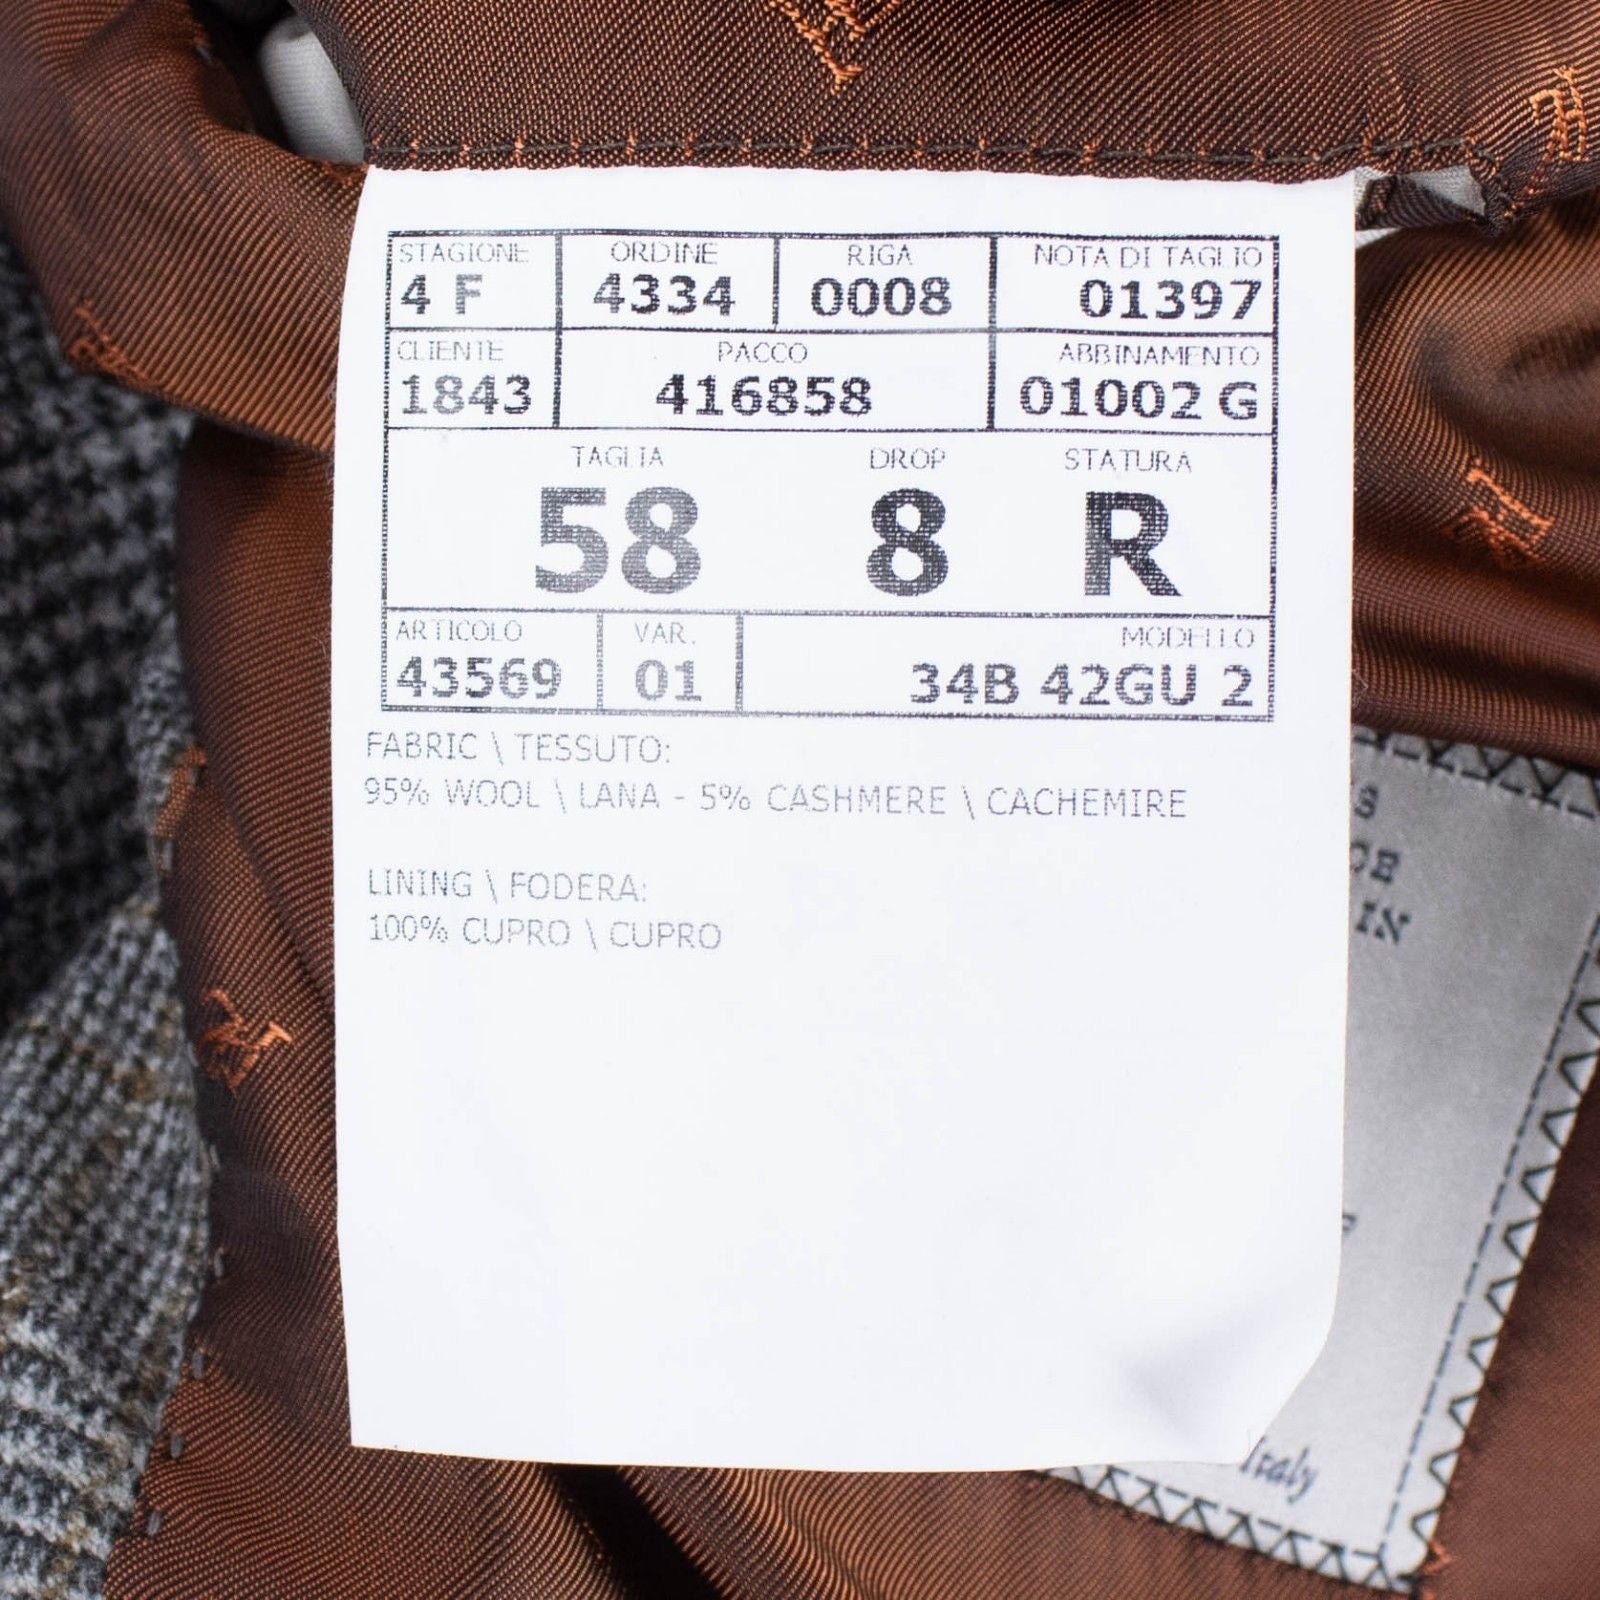 STAGIONE ORDINE RIGA NOTA DI TAGLIO
4 F 4334 0008 01397
CLIENTE PACCO ABBINAMENTO
1843 416858 01002 G
TAGLIA DROP STATURA
58 8 R
ARTICOLO VAR. MODELLO
43569 01 34B 42GU 2
FABRIC \ TESSUTO:
95% WOOL \ LANA - 5% CASHMERE \ CACHEMIRE
LINING \ FODERA:
100% CUPRO \ CUPRO
IN
Italy